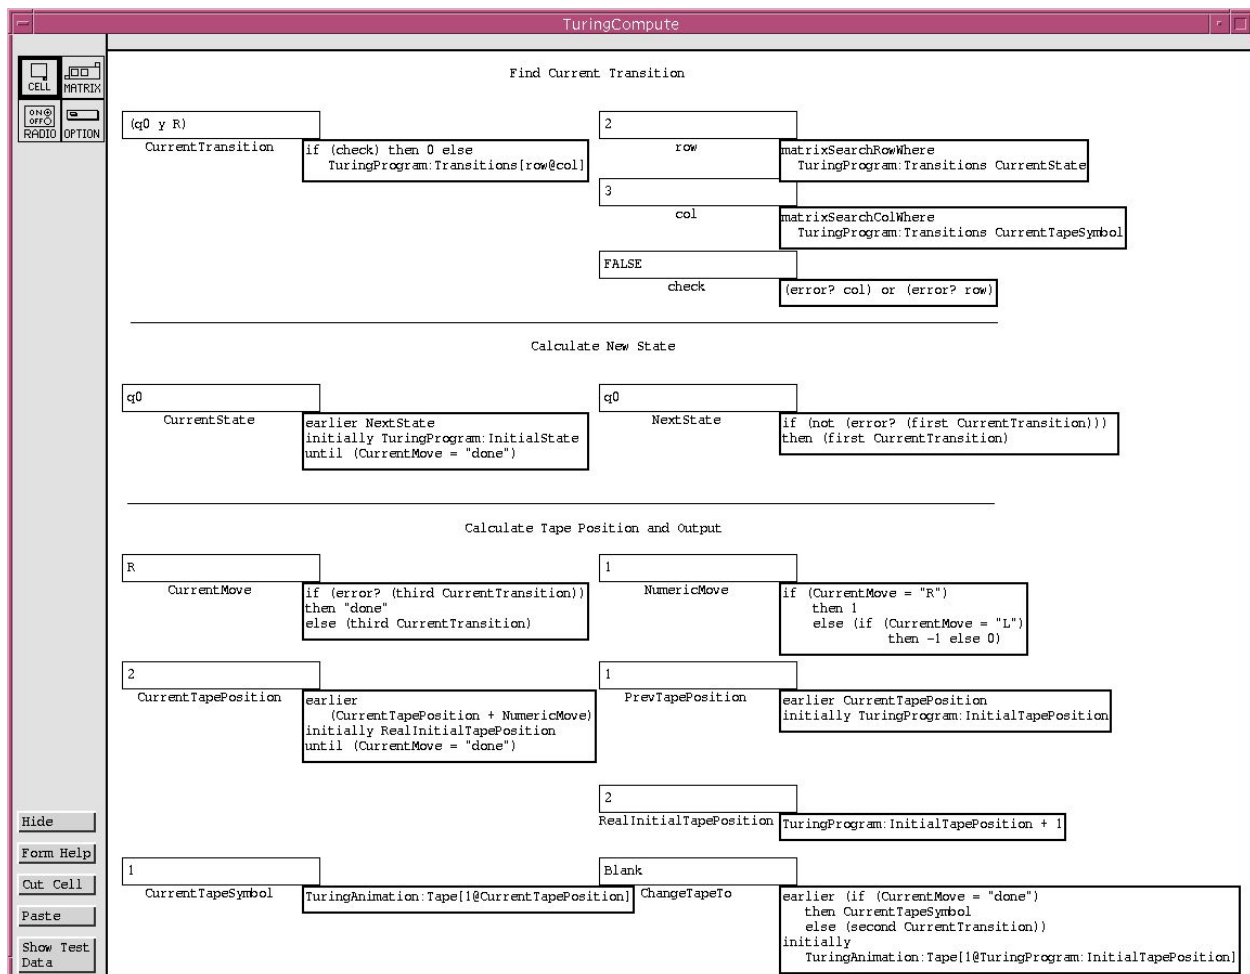 TuringCompute
CELL
MATRIX
ON
OFF
RADIO
OPTION
Find Current Transition
(q0 y R)
CurrentTransition
if (check) then 0 else
TuringProgram:Transitions[row@col]
2
row
matrixSearchRowWhere
TuringProgram:Transitions CurrentState
3
col
matrixSearchColWhere
TuringProgram:Transitions CurrentTapeSymbol
FALSE
check
(error? col) or (error? row)
Calculate New State
q0
CurrentState
earlier NextState
initially TuringProgram:InitialState
until (CurrentMove = "done")
q0
NextState
if (not (error? (first CurrentTransition)))
then (first CurrentTransition)
Calculate Tape Position and Output
R
CurrentMove
if (error? (third CurrentTransition))
then "done"
else (third CurrentTransition)
1
NumericMove
if (CurrentMove = "R")
then 1
else (if (CurrentMove = "L")
then -1 else 0)
2
CurrentTapePosition
earlier
(CurrentTapePosition + NumericMove)
initially RealInitialTapePosition
until (CurrentMove = "done")
1
PrevTapePosition
earlier CurrentTapePosition
initially TuringProgram:InitialTapePosition
2
RealInitialTapePosition
TuringProgram:InitialTapePosition + 1
1
CurrentTapeSymbol
TuringAnimation:Tape[1@CurrentTapePosition]
Blank
ChangeTapeTo
earlier (if (CurrentMove = "done")
then CurrentTapeSymbol
else (second CurrentTransition))
initially
TuringAnimation:Tape[1@TuringProgram:InitialTapePosition]
Hide
Form Help
Cut Cell
Paste
Show Test
Data